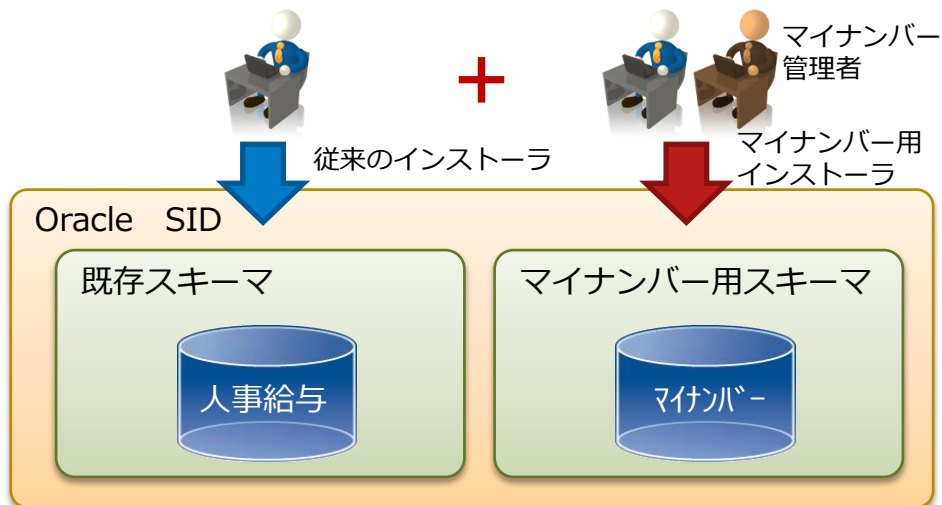 マイナンバー
管理者
+
従来のインストーラ
マイナンバー用
インストーラ
Oracle　SID
既存スキーマ
マイナンバー用スキーマ
人事給与
ﾏｲﾅﾝﾊﾞｰ